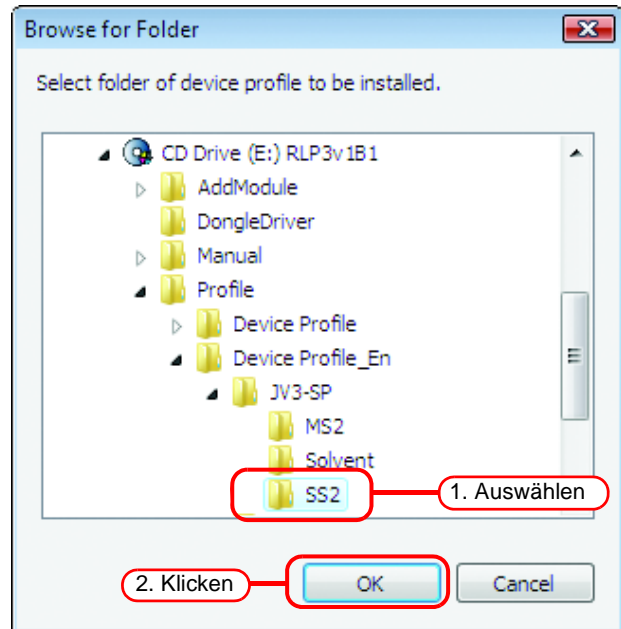 Browse for Folder
Select folder of device profile to be installed.
CD Drive (E:) RLP3v1B1
AddModule
DongleDriver
Manual
Profile
Device Profile
Device Profile_En
JV3-SP
MS2
Solvent
SS2
1. Auswählen
2. Klicken
OK
Cancel